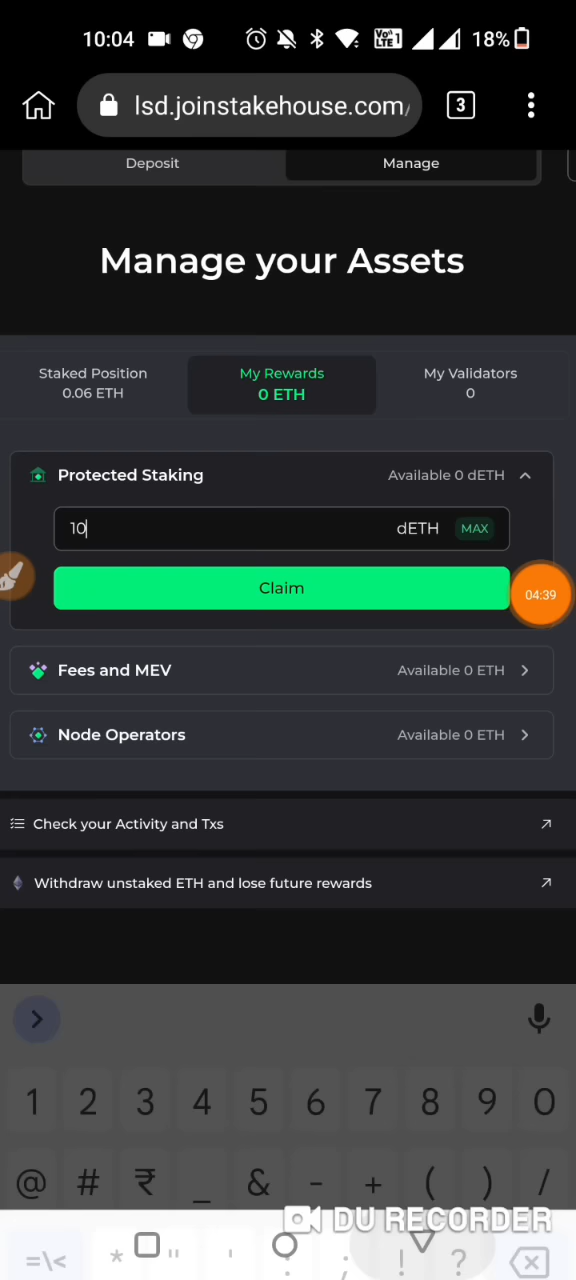 10:04 Vo)) LTE1 18%
lsd.joinstakehouse.com/ 3
Deposit Manage
Manage your Assets
Staked Position My Rewards My Validators
0.06 ETH 0 ETH 0
Protected Staking Available 0 dETH
10 dETH MAX
Claim
04:39
Fees and MEV Available 0 ETH
Node Operators Available 0 ETH
Check your Activity and Txs
Withdraw unstaked ETH and lose future rewards
1 2 3 4 5 6 7 8 9 0
@ # ₹ _ & - + ( ) /
DU RECORDER
=\< * " ' : ; ! ?